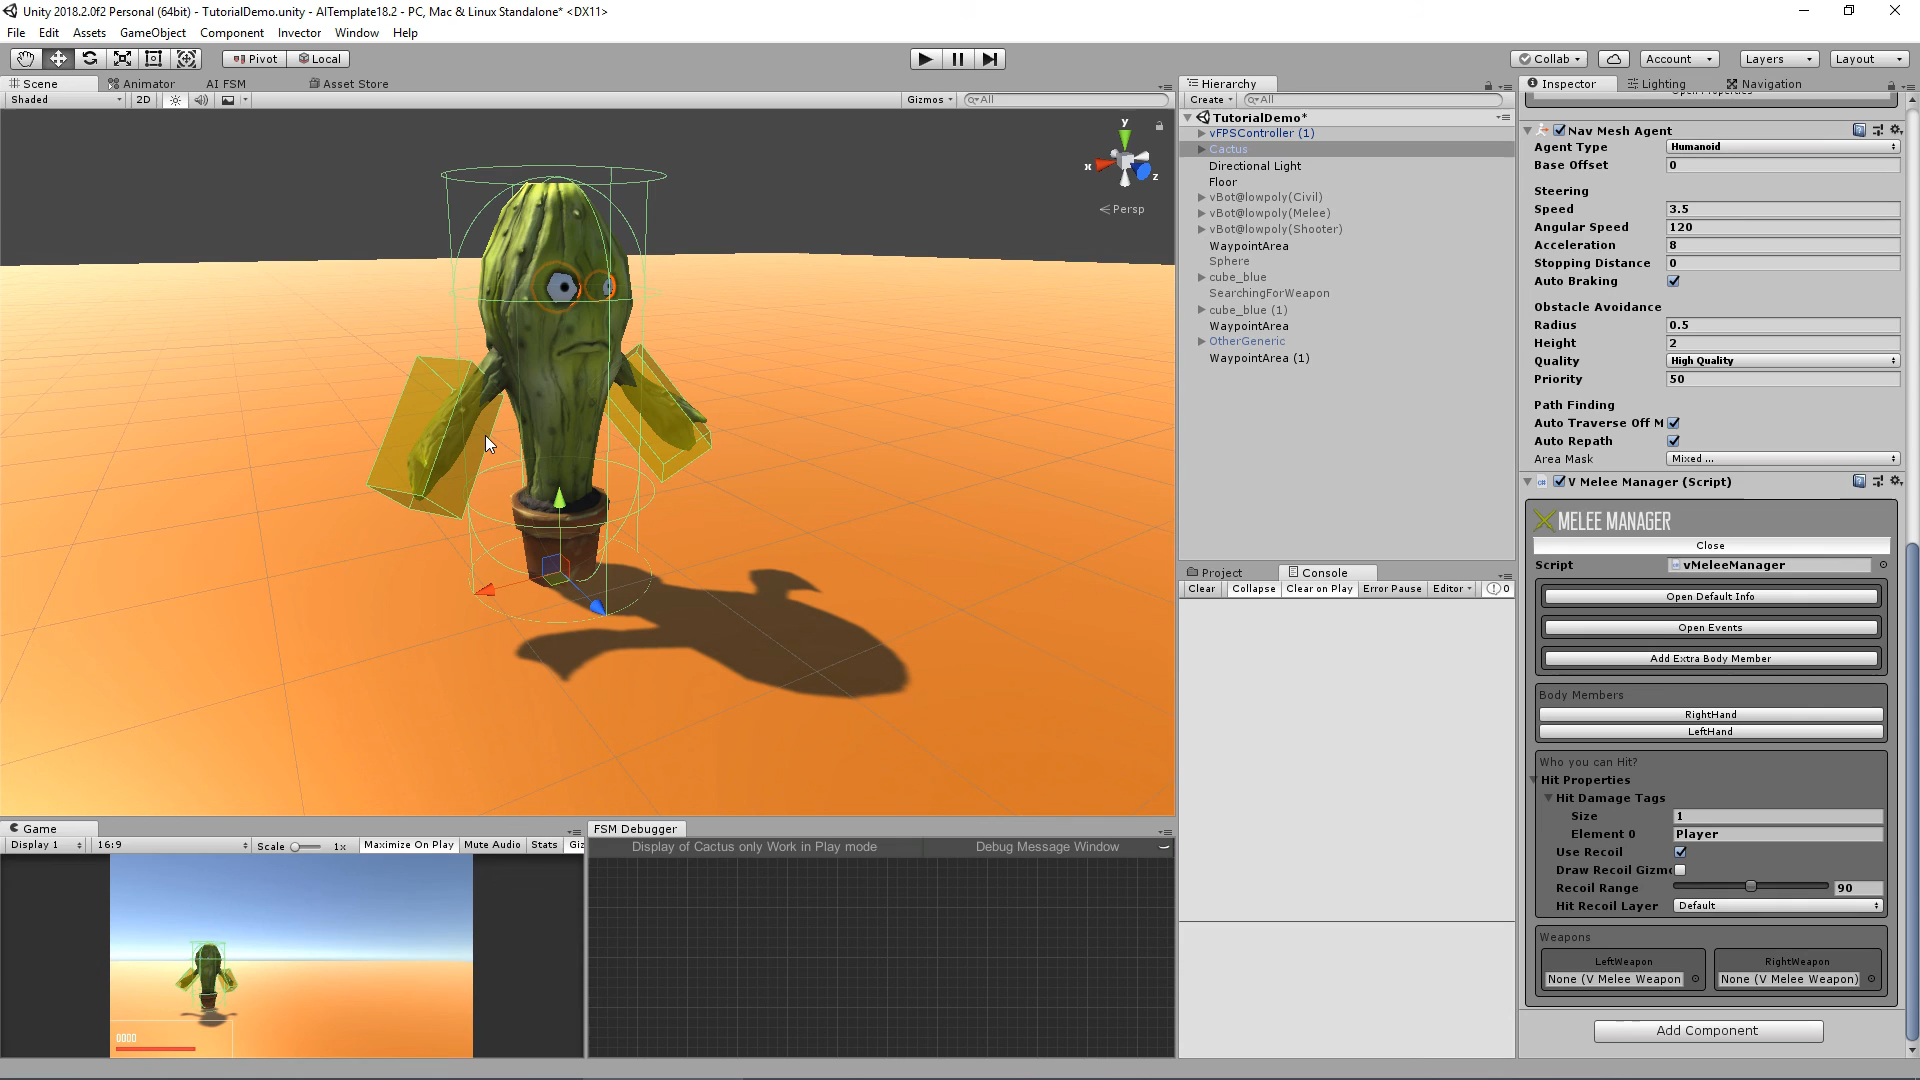 Unity 2018.2.0f2 Personal (64bit) - TutorialDemo.unity - AITemplate18.2 - PC, Mac & Linux Standalone* <DX11>
File Edit Assets GameObject Component Invector Window Help
Pivot Local Collab Account Layers Layout
Scene Animator AI FSM Asset Store
Shaded 2D Gizmos All
y
x
z
Persp
Hierarchy
Create All
TutorialDemo*
vFPSController (1)
Cactus
Directional Light
Floor
vBot@lowpoly(Civil)
vBot@lowpoly(Melee)
vBot@lowpoly(Shooter)
WaypointArea
Sphere
cube_blue
SearchingForWeapon
cube_blue (1)
WaypointArea
OtherGeneric
WaypointArea (1)
Project Console
Clear Collapse Clear on Play Error Pause Editor 0
Game
Display 1 16:9 Scale 1x Maximize On Play Mute Audio Stats Giz
0000
FSM Debugger
Display of Cactus only Work in Play mode Debug Message Window
Inspector Lighting Navigation
Nav Mesh Agent
Agent Type Humanoid
Base Offset 0
Steering
Speed 3.5
Angular Speed 120
Acceleration 8
Stopping Distance 0
Auto Braking
Obstacle Avoidance
Radius 0.5
Height 2
Quality High Quality
Priority 50
Path Finding
Auto Traverse Off M
Auto Repath
Area Mask Mixed ...
V Melee Manager (Script)
MELEE MANAGER
Close
Script vMeleeManager
Open Default Info
Open Events
Add Extra Body Member
Body Members
RightHand
LeftHand
Who you can Hit?
Hit Properties
Hit Damage Tags
Size 1
Element 0 Player
Use Recoil
Draw Recoil Gizm
Recoil Range 90
Hit Recoil Layer Default
Weapons
LeftWeapon RightWeapon
None (V Melee Weapon None (V Melee Weapon)
Add Component